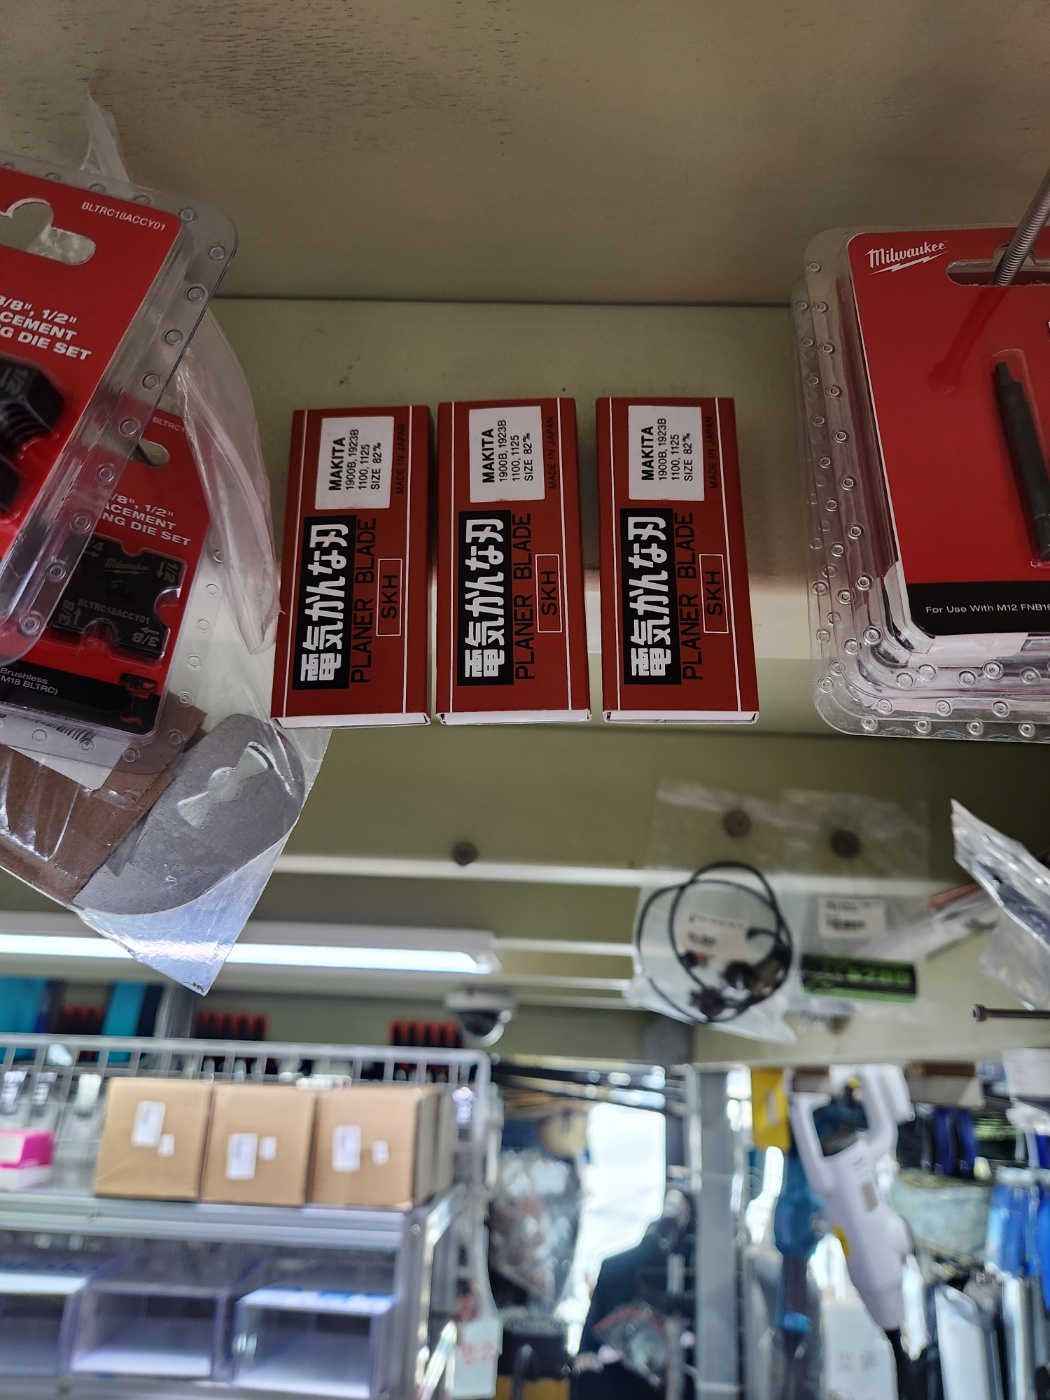 BLTRC18ACCY01
3/8", 1/2"
CEMENT
NG DIE SET
/8", 1/2"
ACEMENT
NG DIE SET
Milwaukee
BLTRC18ACCY01
Brushless
(M18 BLTRC)
MAKITA
1900B, 1923B
1100, 1125
SIZE 82㎜
MADE IN JAPAN
電気かんな刃
PLANER BLADE
SKH
MAKITA
1900B, 1923B
1100, 1125
SIZE 82㎜
MADE IN JAPAN
電気かんな刃
PLANER BLADE
SKH
MAKITA
1900B, 1923B
1100, 1125
SIZE 82㎜
MADE IN JAPAN
電気かんな刃
PLANER BLADE
SKH
Milwaukee
For Use With M12 FNB16